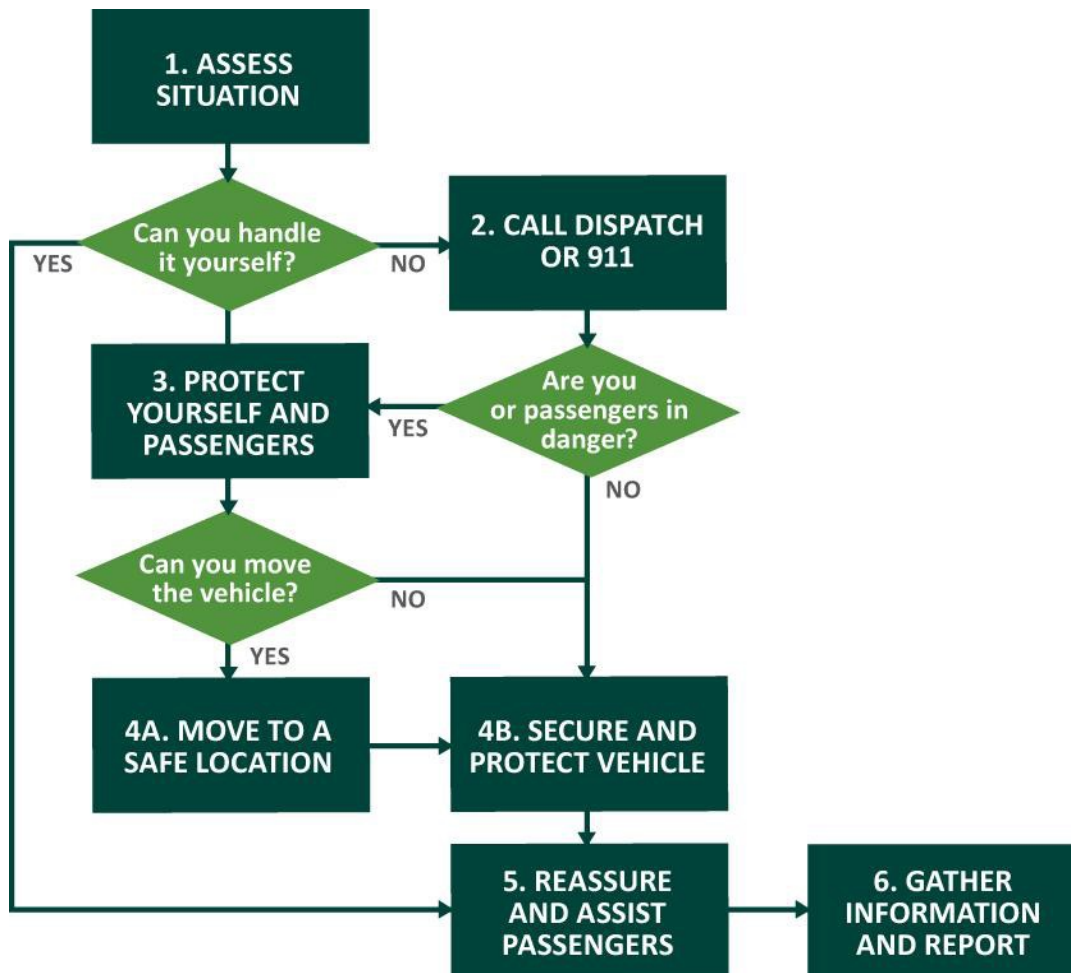 1. ASSESS
SITUATION
Can you handle
it yourself?
YES
NO
2. CALL DISPATCH
OR 911
3. PROTECT
YOURSELF AND
PASSENGERS
YES
Are you
or passengers in
danger?
NO
Can you move
the vehicle?
NO
YES
4A. MOVE TO A
SAFE LOCATION
4B. SECURE AND
PROTECT VEHICLE
5. REASSURE
AND ASSIST
PASSENGERS
6. GATHER
INFORMATION
AND REPORT